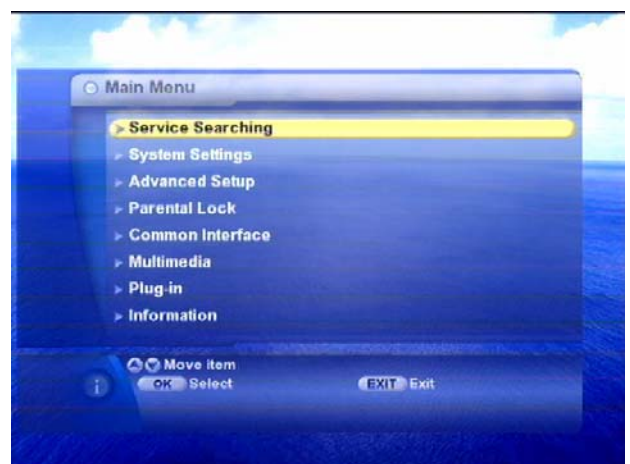 Main Menu
Service Searching
System Settings
Advanced Setup
Parental Lock
Common Interface
Multimedia
Plug-in
Information
Move item
OK Select EXIT Exit
i